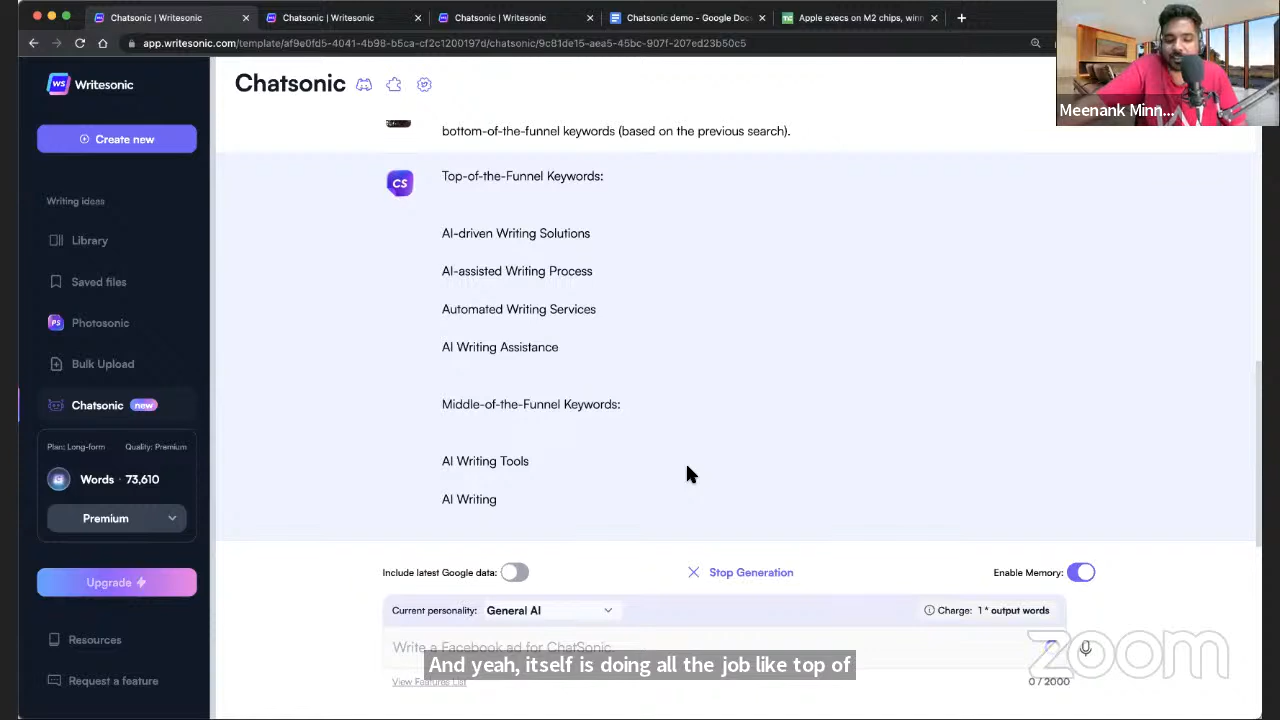 Chatsonic | Writesonic
Chatsonic | Writesonic
Chatsonic | Writesonic
Chatsonic demo - Google Doc
Apple execs on M2 chips, winn
app.writesonic.com/template/af9e0fd5-4041-4b98-b5ca-cf2c1200197d/chatsonic/9c81de15-aea5-45bc-907f-207ed23b50c5
Meenank Minn...
WS Writesonic
Create new
Writing ideas
Library
Saved files
PS Photosonic
Bulk Upload
Chatsonic new
Plan: Long-form Quality: Premium
Words · 73,610
Premium
Upgrade
Resources
Request a feature
Chatsonic
bottom-of-the-funnel keywords (based on the previous search).
CS
Top-of-the-Funnel Keywords:
AI-driven Writing Solutions
AI-assisted Writing Process
Automated Writing Services
AI Writing Assistance
Middle-of-the-Funnel Keywords:
AI Writing Tools
AI Writing
Include latest Google data:
Stop Generation
Enable Memory:
Current personality: General AI
Charge: 1 * output words
Write a Facebook ad for ChatSonic
And yeah, itself is doing all the job like top of
View Features List
0 / 2000
zoom